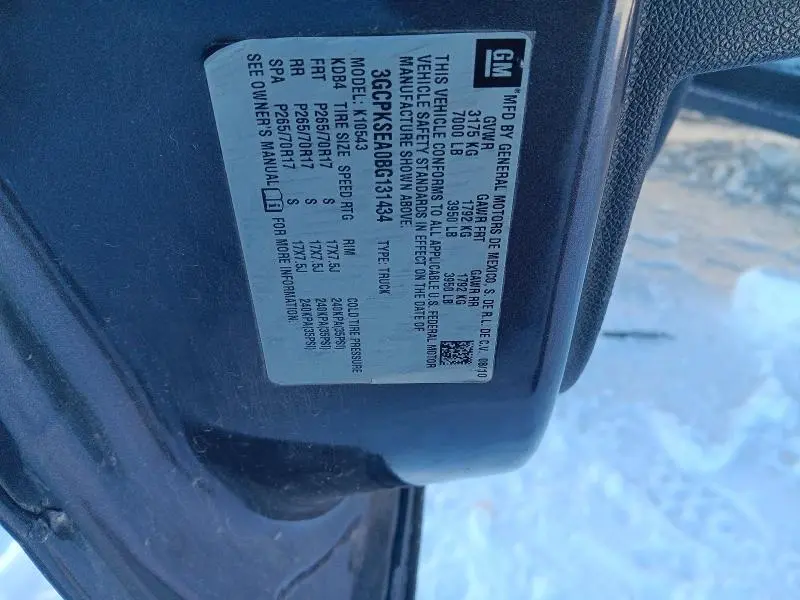 GM
®MFD BY GENERAL MOTORS DE MEXICO, S. DE R.L. DE C.V. 08/10
GVWR GAWR FRT GAWR RR
3175 KG 1792 KG 1792 KG
7000 LB 3950 LB 3950 LB
THIS VEHICLE CONFORMS TO ALL APPLICABLE U.S. FEDERAL MOTOR
VEHICLE SAFETY STANDARDS IN EFFECT ON THE DATE OF
MANUFACTURE SHOWN ABOVE.
3GCPKSEA0BG131434 TYPE: TRUCK
MODEL: K10543
KDB4 TIRE SIZE SPEED RTG RIM COLD TIRE PRESSURE
FRT P265/70R17 S 17X7.5J 240KPA(35PSI)
RR P265/70R17 S 17X7.5J 240KPA(35PSI)
SPA P265/70R17 S 17X7.5J 240KPA(35PSI)
SEE OWNER'S MANUAL FOR MORE INFORMATION.